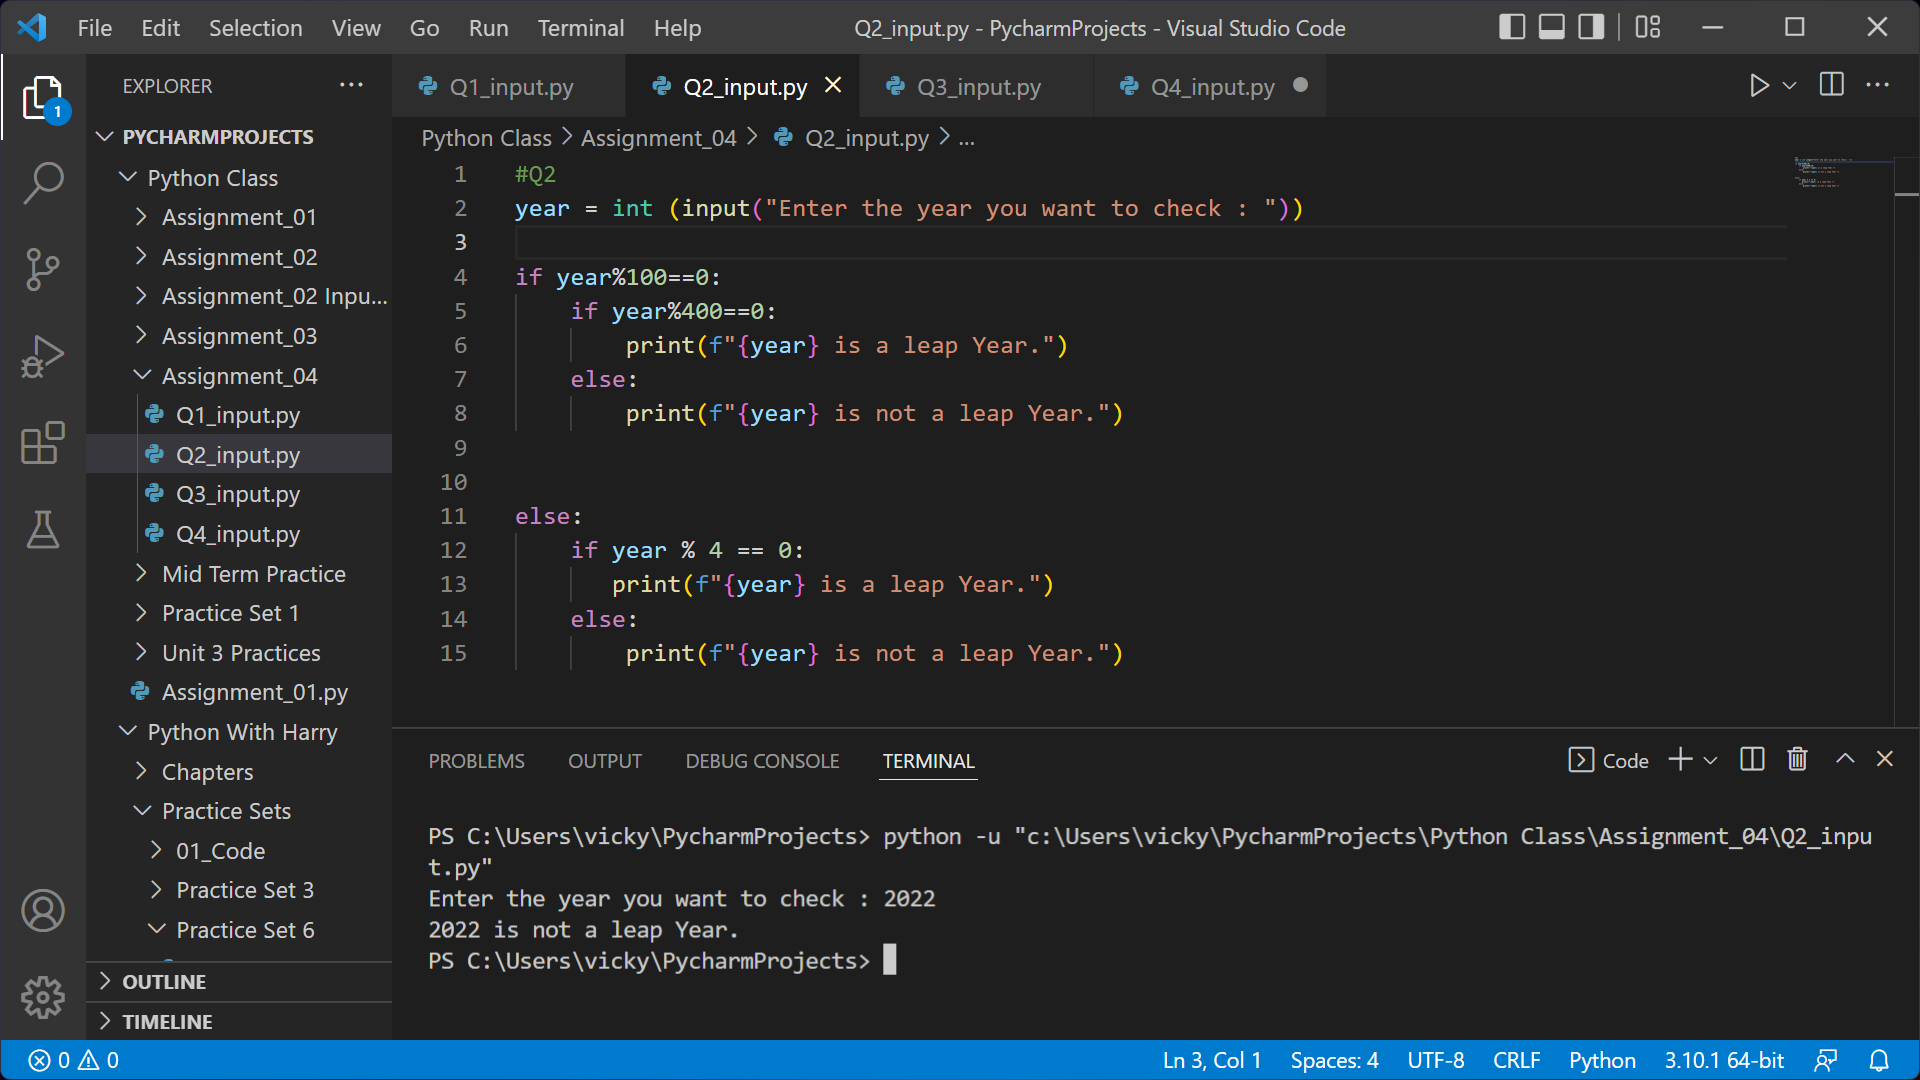 File Edit Selection View Go Run Terminal Help Q2_input.py - PycharmProjects - Visual Studio Code
EXPLORER
1
PYCHARMPROJECTS
Python Class
Assignment_01
Assignment_02
Assignment_02 Inpu...
Assignment_03
Assignment_04
Q1_input.py
Q2_input.py
Q3_input.py
Q4_input.py
Mid Term Practice
Practice Set 1
Unit 3 Practices
Assignment_01.py
Python With Harry
Chapters
Practice Sets
01_Code
Practice Set 3
Practice Set 6
OUTLINE
TIMELINE
Q1_input.py Q2_input.py Q3_input.py Q4_input.py
Python Class > Assignment_04 > Q2_input.py > ...
1 #Q2
2 year = int (input("Enter the year you want to check : "))
3
4 if year%100==0:
5     if year%400==0:
6         print(f"{year} is a leap Year.")
7     else:
8         print(f"{year} is not a leap Year.")
9
10
11 else:
12     if year % 4 == 0:
13        print(f"{year} is a leap Year.")
14     else:
15         print(f"{year} is not a leap Year.")
PROBLEMS OUTPUT DEBUG CONSOLE TERMINAL Code
PS C:\Users\vicky\PycharmProjects> python -u "c:\Users\vicky\PycharmProjects\Python Class\Assignment_04\Q2_inpu
t.py"
Enter the year you want to check : 2022
2022 is not a leap Year.
PS C:\Users\vicky\PycharmProjects>
0 0 Ln 3, Col 1 Spaces: 4 UTF-8 CRLF Python 3.10.1 64-bit